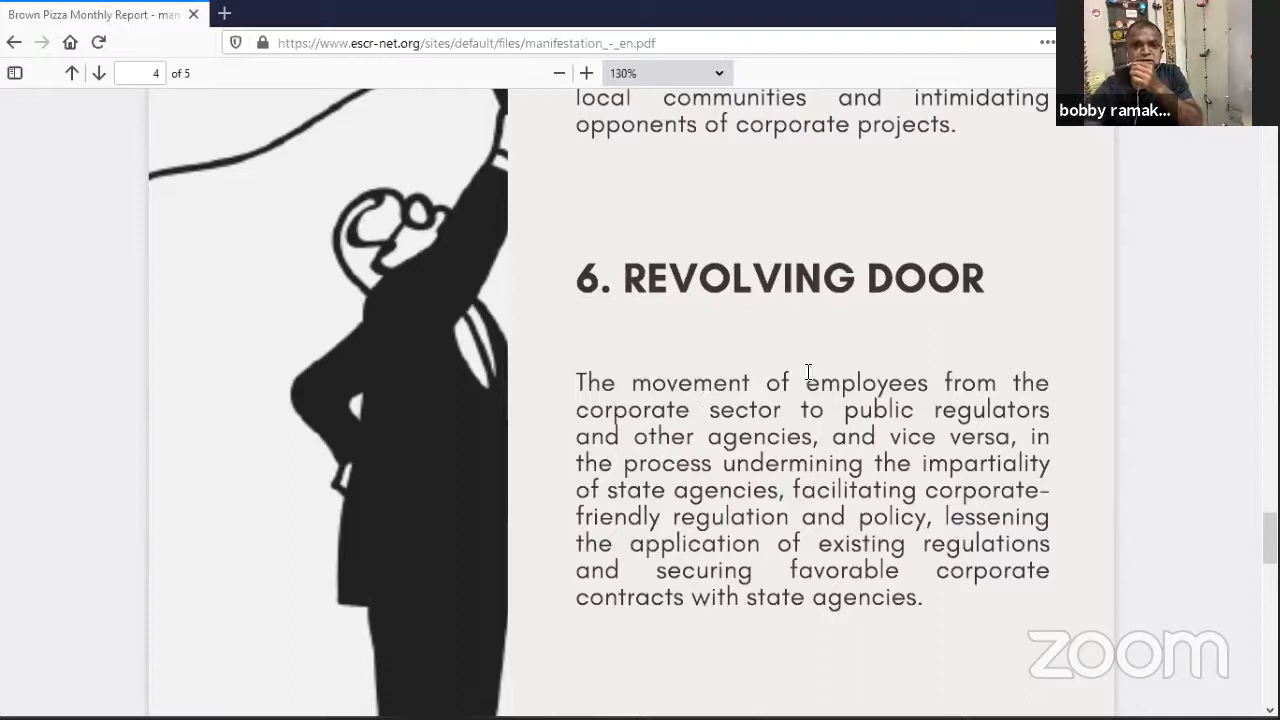 Brown Pizza Monthly Report - man
https://www.escr-net.org/sites/default/files/manifestation_-_en.pdf
4 of 5
130%
bobby ramak...
local communities and intimidating
opponents of corporate projects.
6. REVOLVING DOOR
The movement of employees from the
corporate sector to public regulators
and other agencies, and vice versa, in
the process undermining the impartiality
of state agencies, facilitating corporate-
friendly regulation and policy, lessening
the application of existing regulations
and securing favorable corporate
contracts with state agencies.
zoom